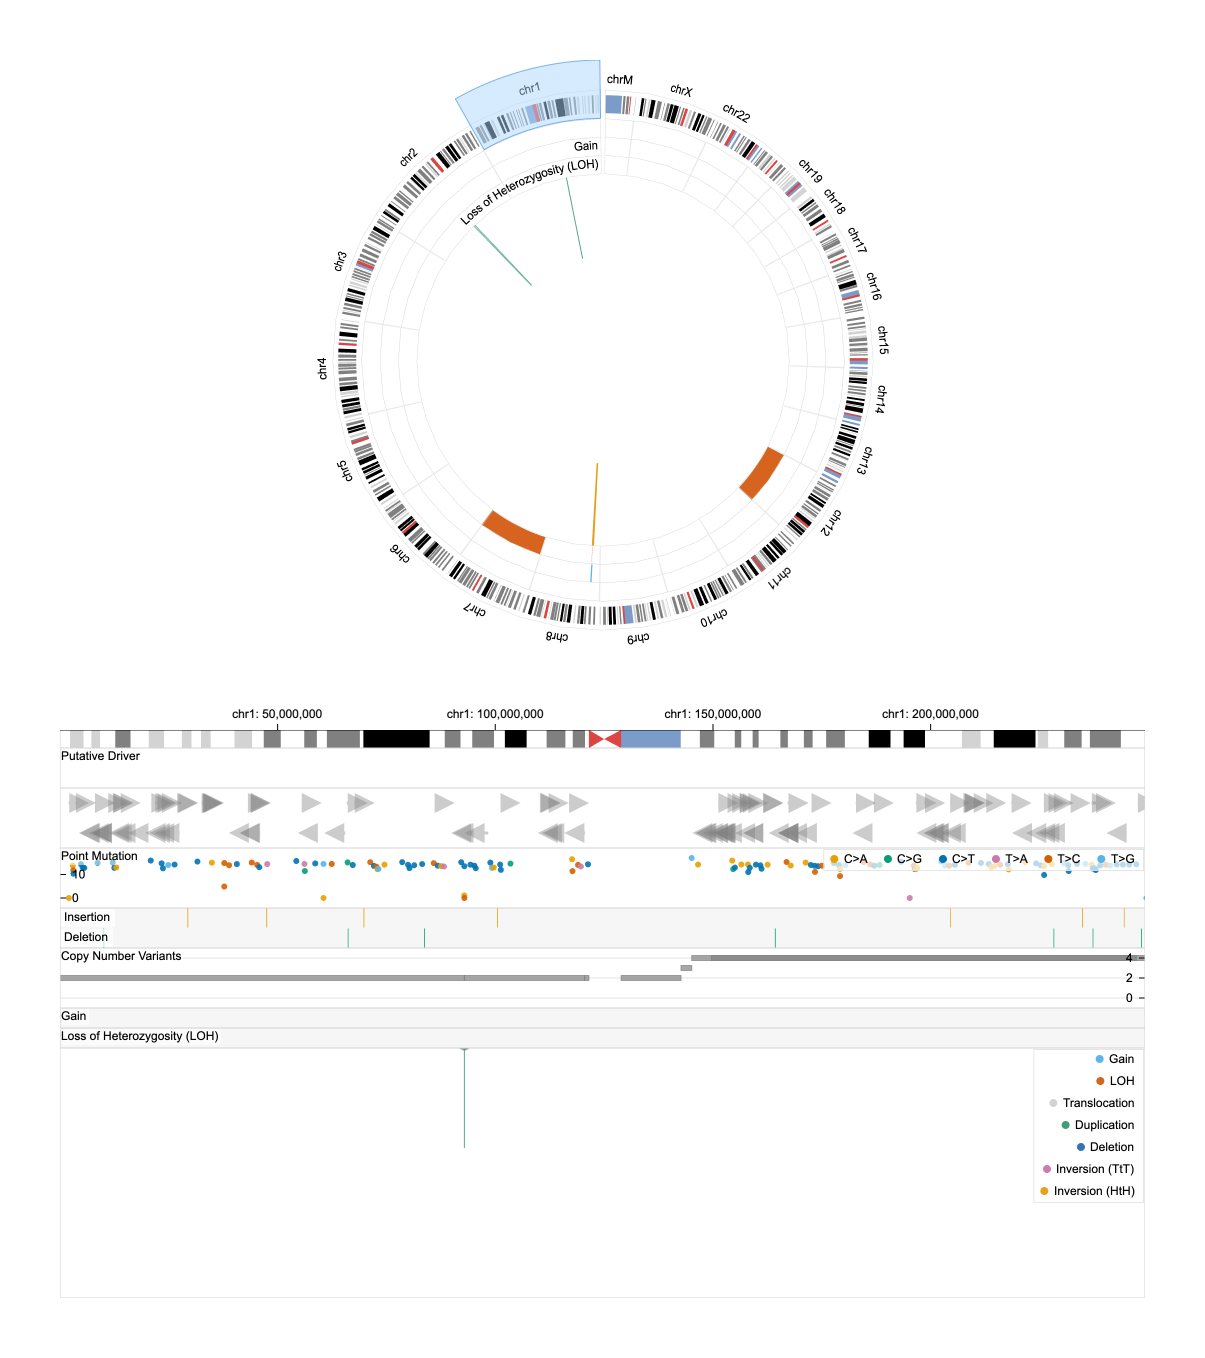 chrM
chrX
chr22
chr19
chr18
chr17
chr16
chr15
chr14
chr13
chr12
chr11
chr10
chr9
chr8
chr7
chr6
chr5
chr4
chr3
chr2
chr1
Gain
Loss of Heterozygosity (LOH)
chr1: 50,000,000 chr1: 100,000,000 chr1: 150,000,000 chr1: 200,000,000
Putative Driver
Point Mutation
C>A C>G C>T T>A T>C T>G
10
0
Insertion
Deletion
Copy Number Variants
4
2
0
Gain
Loss of Heterozygosity (LOH)
Gain
LOH
Translocation
Duplication
Deletion
Inversion (TtT)
Inversion (HtH)